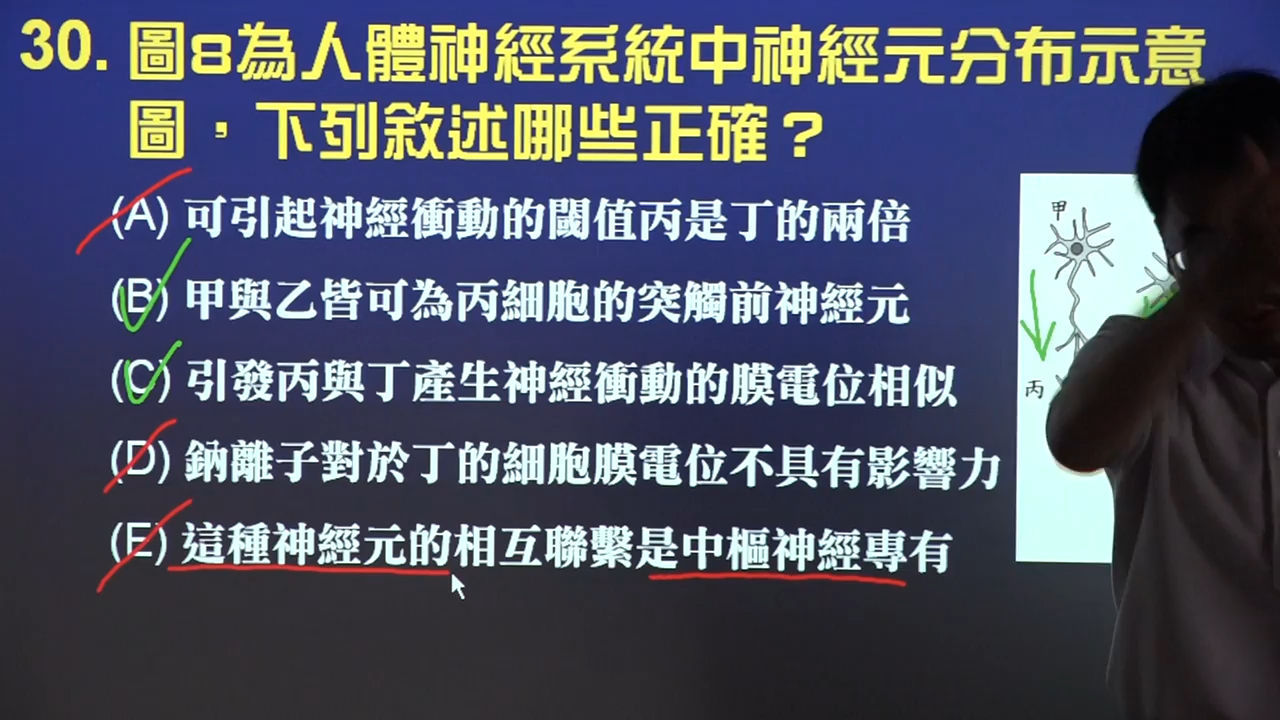 30. 圖8為人體神經系統中神經元分布示意
圖，下列敘述哪些正確？
(A) 可引起神經衝動的閾值丙是丁的兩倍
(B) 甲與乙皆可為丙細胞的突觸前神經元
(C) 引發丙與丁產生神經衝動的膜電位相似
(D) 鈉離子對於丁的細胞膜電位不具有影響力
(E) 這種神經元的相互聯繫是中樞神經專有
甲
丙